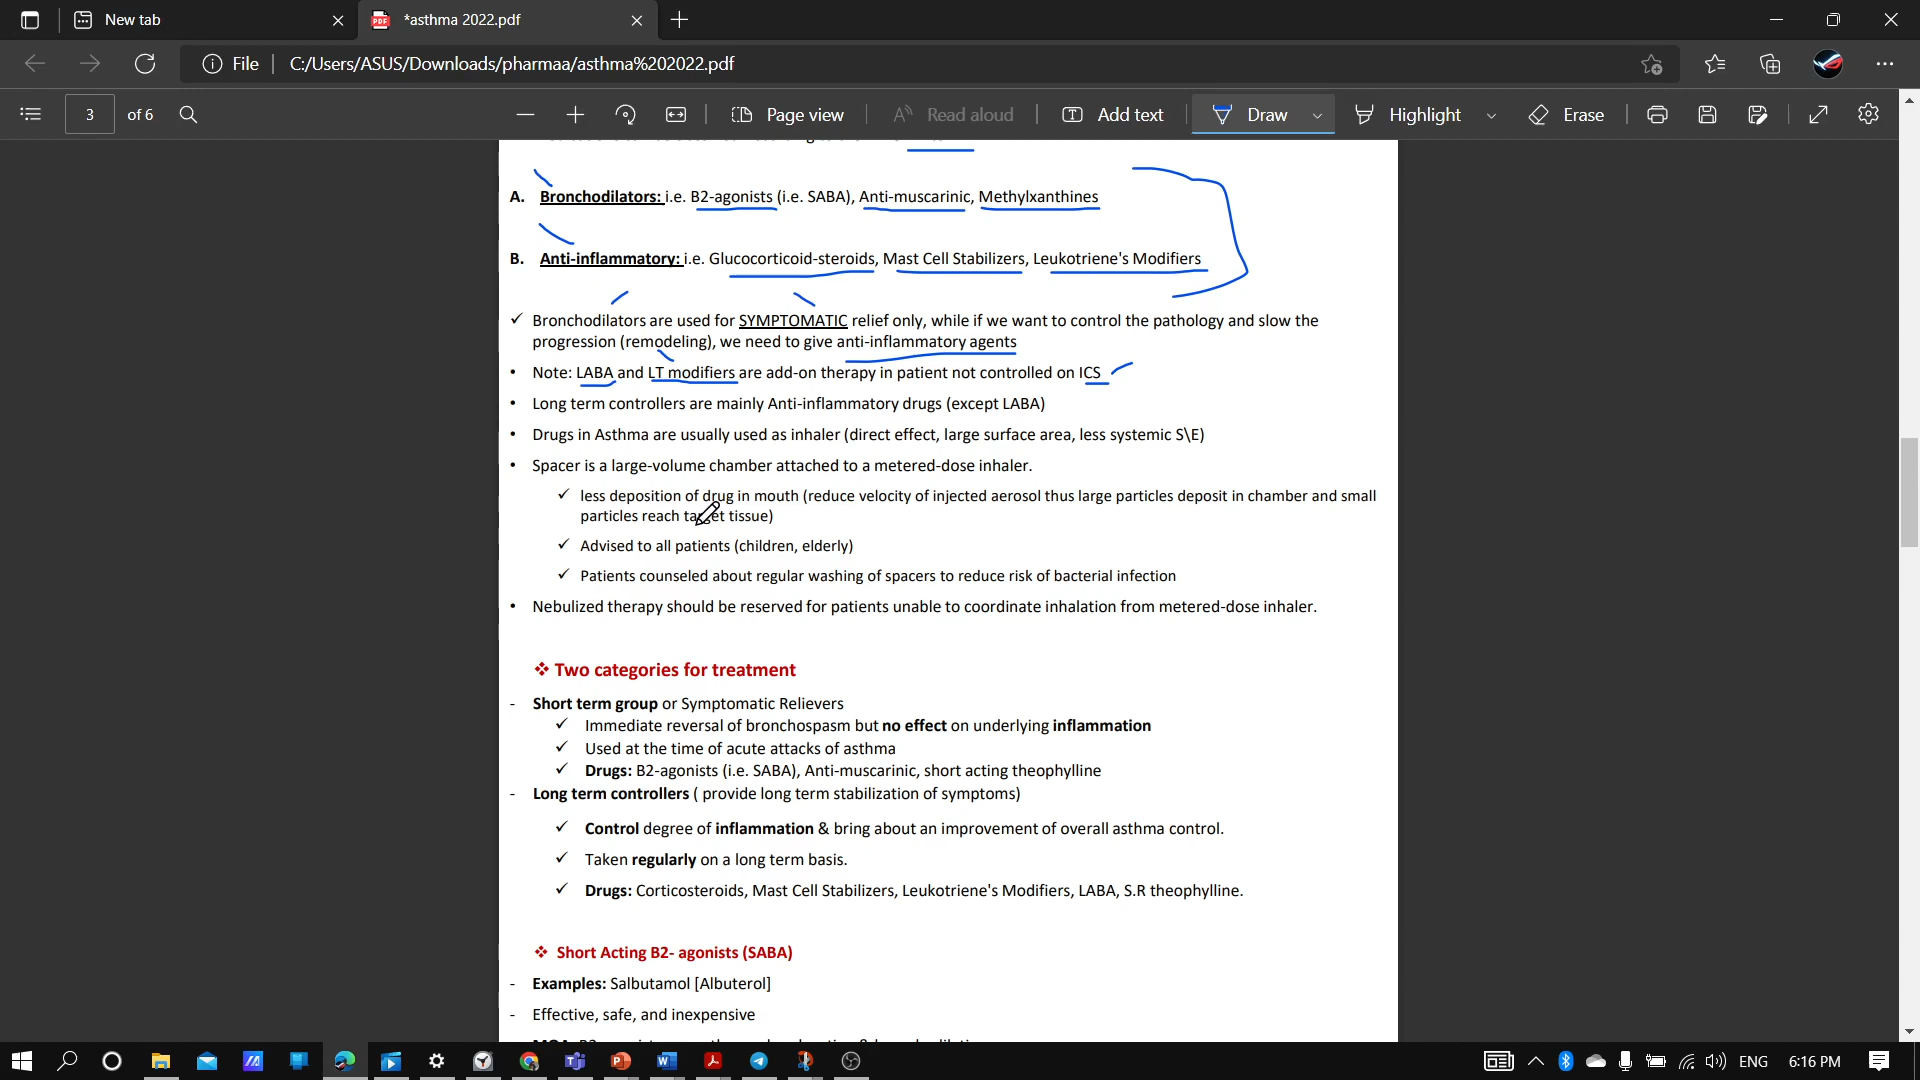 New tab
*asthma 2022.pdf
File
C:/Users/ASUS/Downloads/pharmaa/asthma%202022.pdf
3 of 6
Page view
Read aloud
Add text
Draw
Highlight
Erase
A. Bronchodilators: i.e. B2-agonists (i.e. SABA), Anti-muscarinic, Methylxanthines
B. Anti-inflammatory: i.e. Glucocorticoid-steroids, Mast Cell Stabilizers, Leukotriene's Modifiers
✓ Bronchodilators are used for SYMPTOMATIC relief only, while if we want to control the pathology and slow the
progression (remodeling), we need to give anti-inflammatory agents
• Note: LABA and LT modifiers are add-on therapy in patient not controlled on ICS
• Long term controllers are mainly Anti-inflammatory drugs (except LABA)
• Drugs in Asthma are usually used as inhaler (direct effect, large surface area, less systemic S\E)
• Spacer is a large-volume chamber attached to a metered-dose inhaler.
✓ less deposition of drug in mouth (reduce velocity of injected aerosol thus large particles deposit in chamber and small
particles reach target tissue)
✓ Advised to all patients (children, elderly)
✓ Patients counseled about regular washing of spacers to reduce risk of bacterial infection
• Nebulized therapy should be reserved for patients unable to coordinate inhalation from metered-dose inhaler.
❖ Two categories for treatment
- Short term group or Symptomatic Relievers
✓ Immediate reversal of bronchospasm but no effect on underlying inflammation
✓ Used at the time of acute attacks of asthma
✓ Drugs: B2-agonists (i.e. SABA), Anti-muscarinic, short acting theophylline
- Long term controllers ( provide long term stabilization of symptoms)
✓ Control degree of inflammation & bring about an improvement of overall asthma control.
✓ Taken regularly on a long term basis.
✓ Drugs: Corticosteroids, Mast Cell Stabilizers, Leukotriene's Modifiers, LABA, S.R theophylline.
❖ Short Acting B2- agonists (SABA)
- Examples: Salbutamol [Albuterol]
- Effective, safe, and inexpensive
ENG
6:16 PM